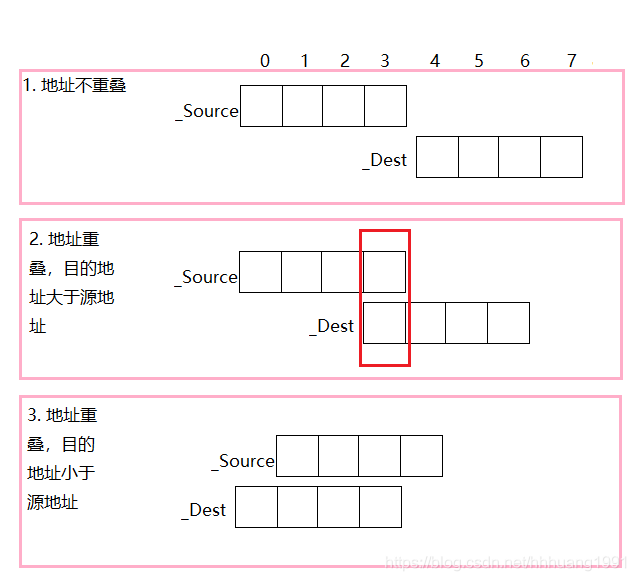 0 1 2 3 4 5 6 7
1. 地址不重叠
_Source
_Dest
2. 地址重
叠，目的地
址大于源地
址
_Source
_Dest
3. 地址重
叠，目的
地址小于
源地址
_Source
_Dest
https://blog.csdn.net/hhhuang1991